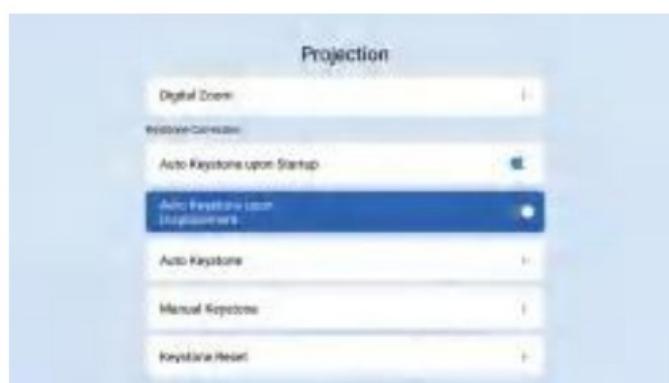 Projection
Digital Zoom
Keystone Correction
Auto Keystone upon Startup
Auto Keystone upon
Displacement
Auto Keystone
Manual Keystone
Keystone Reset